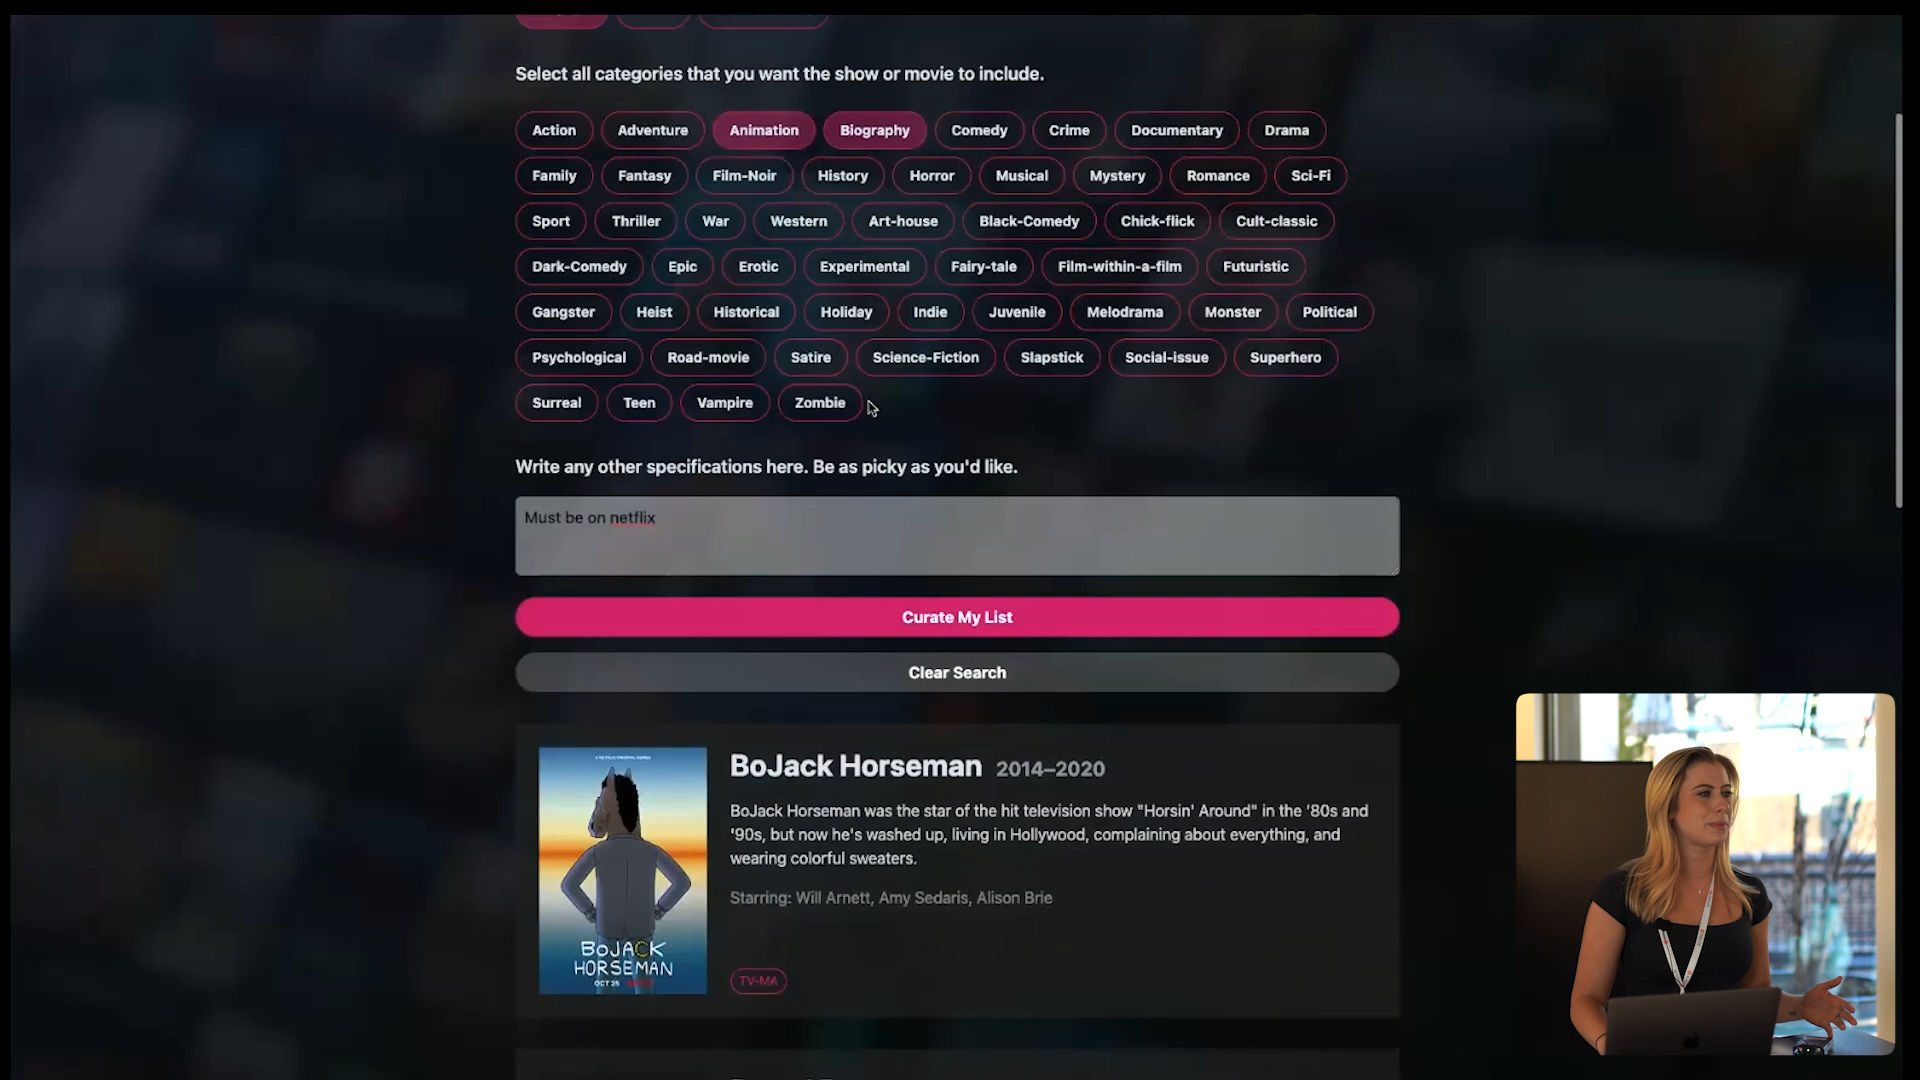 Select all categories that you want the show or movie to include.
Action Adventure Animation Biography Comedy Crime Documentary Drama
Family Fantasy Film-Noir History Horror Musical Mystery Romance Sci-Fi
Sport Thriller War Western Art-house Black-Comedy Chick-flick Cult-classic
Dark-Comedy Epic Erotic Experimental Fairy-tale Film-within-a-film Futuristic
Gangster Heist Historical Holiday Indie Juvenile Melodrama Monster Political
Psychological Road-movie Satire Science-Fiction Slapstick Social-issue Superhero
Surreal Teen Vampire Zombie
Write any other specifications here. Be as picky as you'd like.
Must be on netflix
Curate My List
Clear Search
BoJack Horseman 2014–2020
BoJack Horseman was the star of the hit television show "Horsin' Around" in the '80s and
'90s, but now he's washed up, living in Hollywood, complaining about everything, and
wearing colorful sweaters.
Starring: Will Arnett, Amy Sedaris, Alison Brie
TV-MA
BOJACK
HORSEMAN
OCT 25